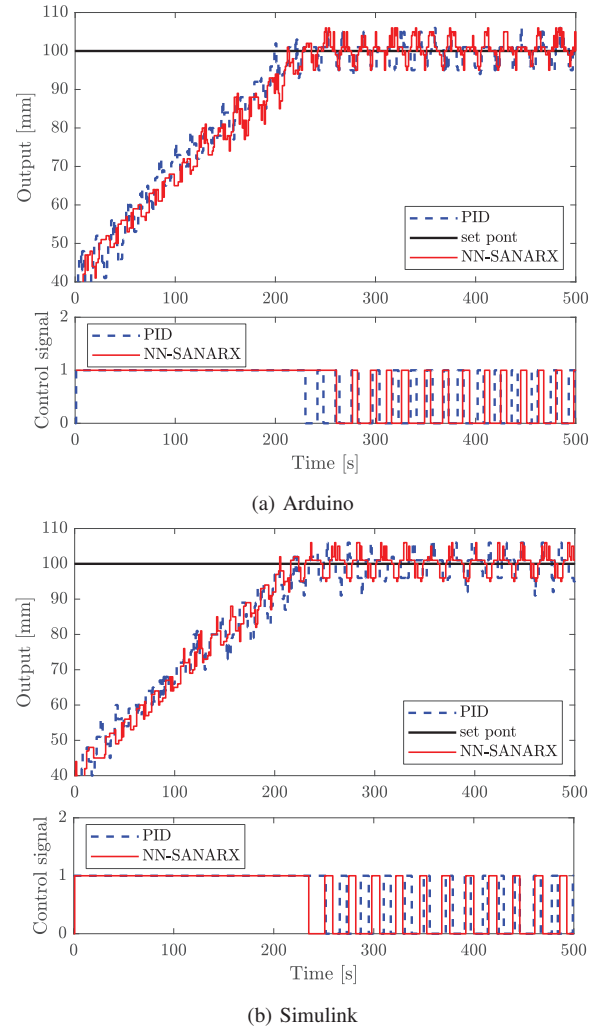 110
100
90
80
70
60
50
40
Output [mm]
PID
set pont
NN-SANARX
0 100 200 300 400 500
2
1
0
Control signal
PID
NN-SANARX
0 100 200 300 400 500
Time [s]
(a) Arduino
110
100
90
80
70
60
50
40
Output [mm]
PID
set pont
NN-SANARX
0 100 200 300 400 500
2
1
0
Control signal
PID
NN-SANARX
0 100 200 300 400 500
Time [s]
(b) Simulink